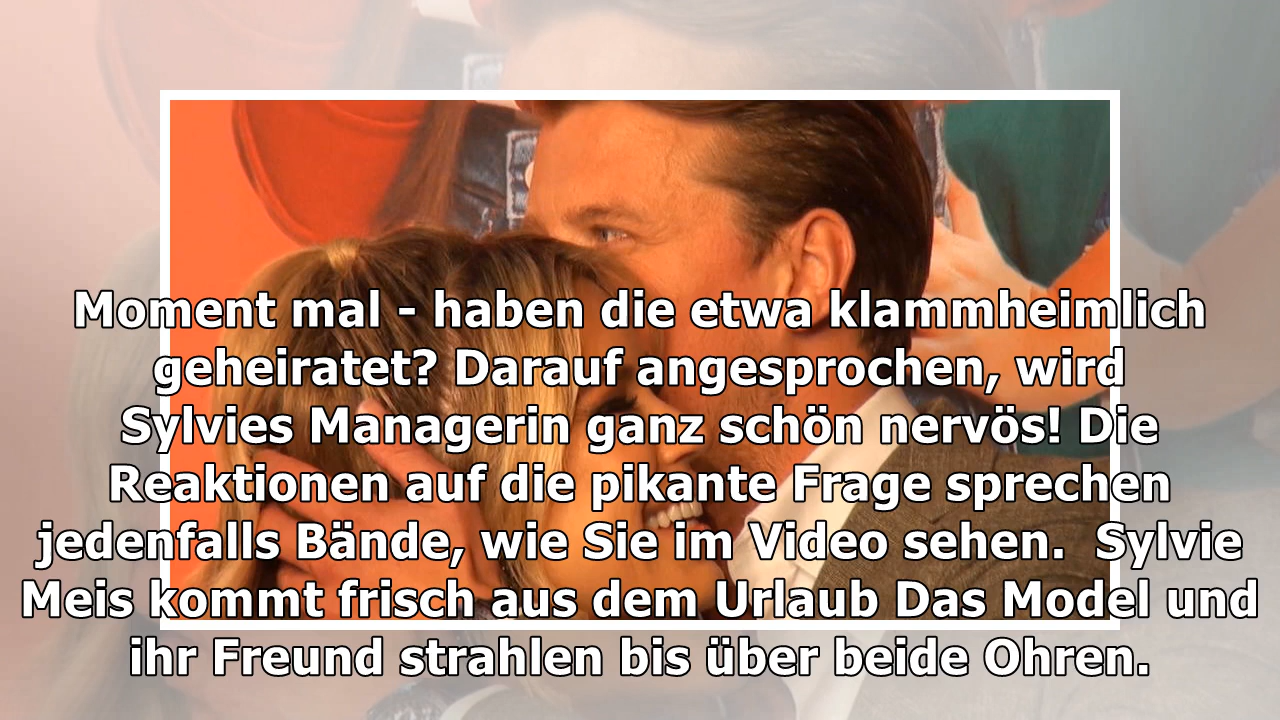 Moment mal - haben die etwa klammheimlich
geheiratet? Darauf angesprochen, wird
Sylvies Managerin ganz schön nervös! Die
Reaktionen auf die pikante Frage sprechen
jedenfalls Bände, wie Sie im Video sehen.  Sylvie
Meis kommt frisch aus dem Urlaub Das Model und
ihr Freund strahlen bis über beide Ohren.